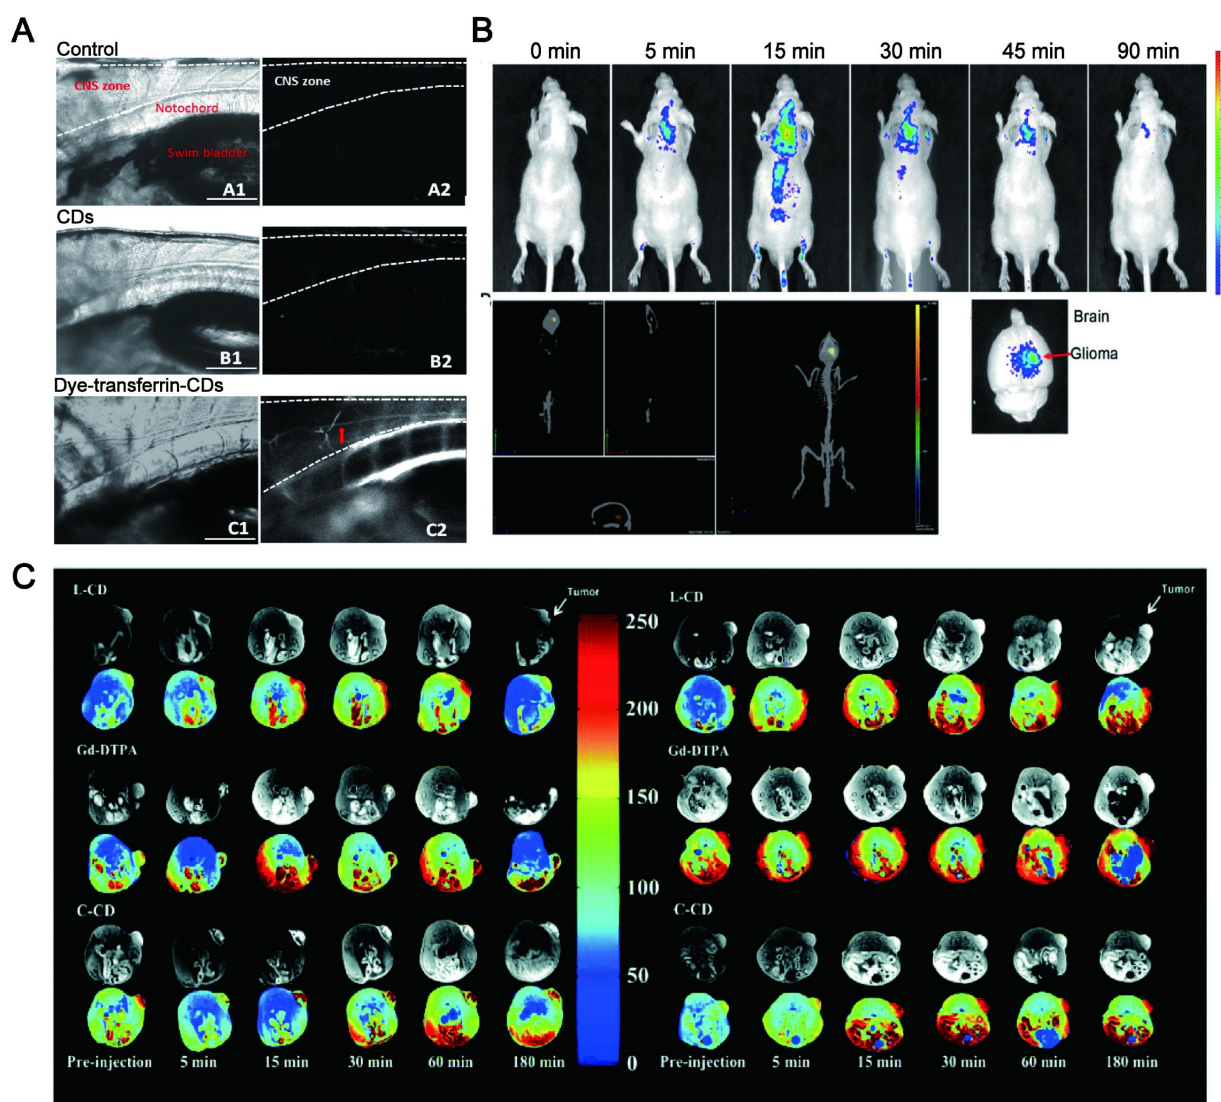 A
B
Control
CNS zone
CNS zone
Notochord
Swim bladder
A1
A2
CDs
B1
B2
Dye-transferrin-CDs
C1
C2
0 min
5 min
15 min
30 min
45 min
90 min
Brain
Glioma
C
L-CD
Tumor
250
200
150
100
50
0
L-CD
Tumor
Gd-DTPA
Gd-DTPA
C-CD
C-CD
Pre-injection
5 min
15 min
30 min
60 min
180 min
Pre-injection
5 min
15 min
30 min
60 min
180 min